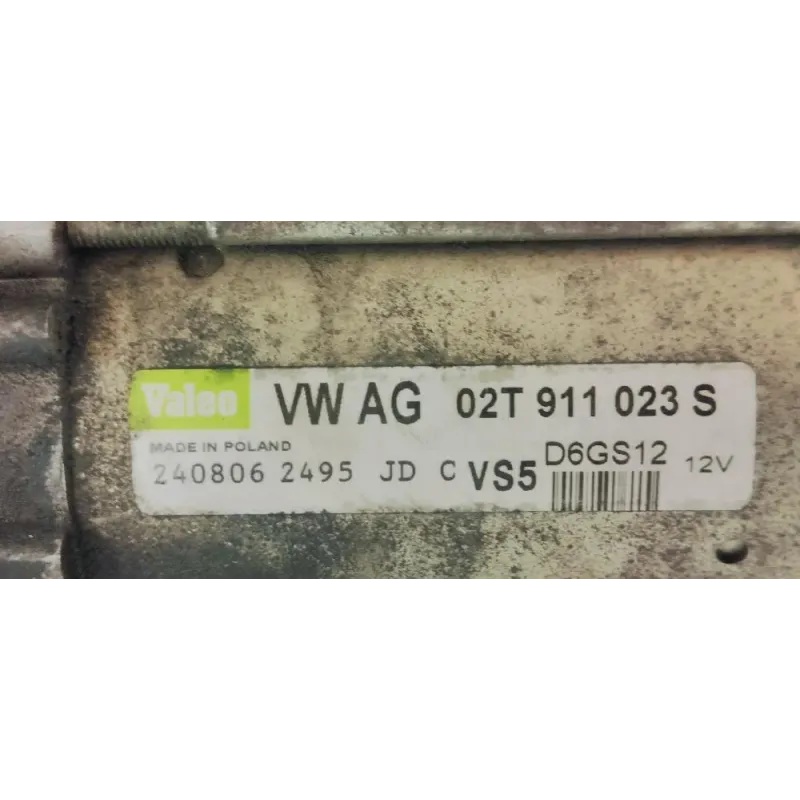 Valeo VW AG 02T 911 023 S
MADE IN POLAND
240806 2495 JD C VS5 D6GS12 12V